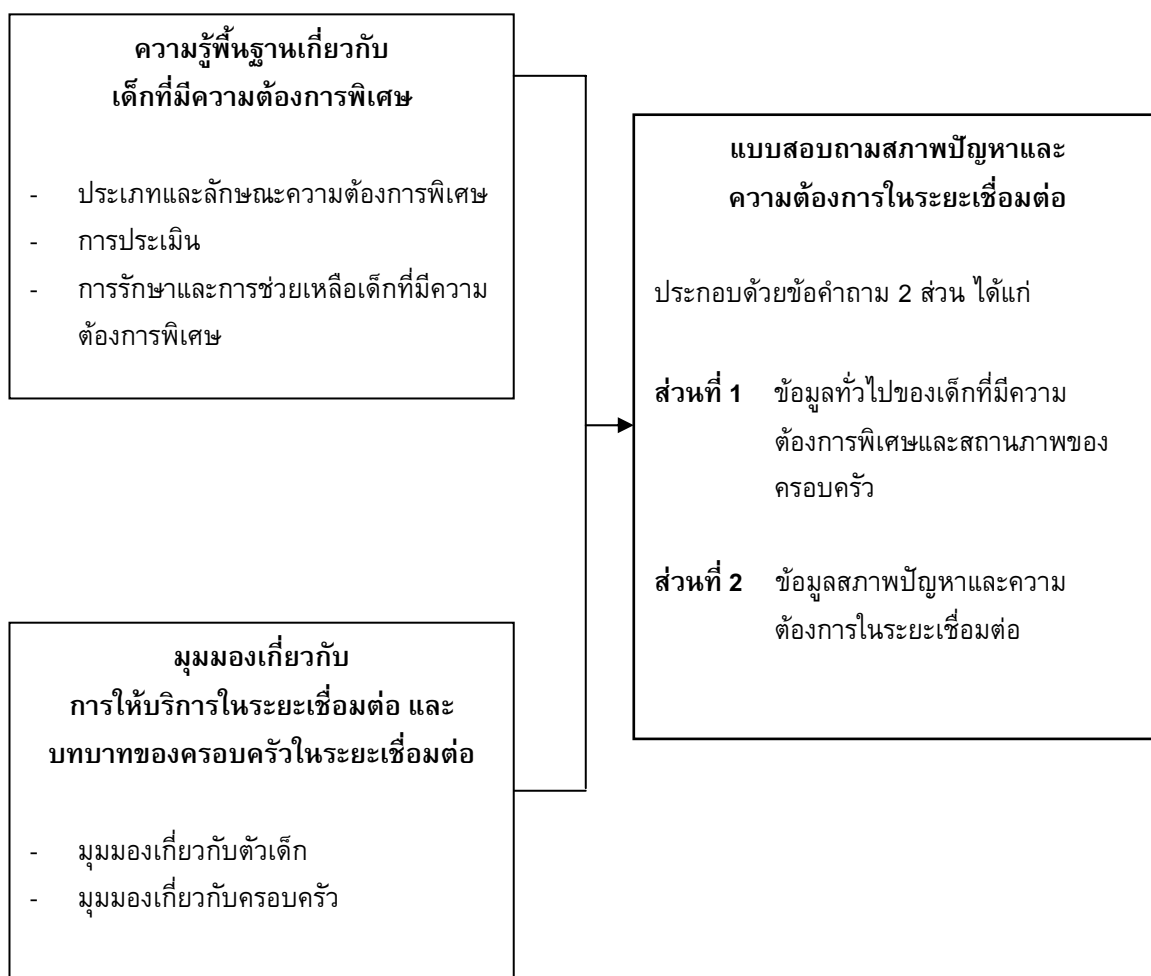 ความรู้พื้นฐานเกี่ยวกับ
เด็กที่มีความต้องการพิเศษ
- ประเภทและลักษณะความต้องการพิเศษ
- การประเมิน
- การรักษาและการช่วยเหลือเด็กที่มีความ
ต้องการพิเศษ
มุมมองเกี่ยวกับ
การให้บริการในระยะเชื่อมต่อ และ
บทบาทของครอบครัวในระยะเชื่อมต่อ
- มุมมองเกี่ยวกับตัวเด็ก
- มุมมองเกี่ยวกับครอบครัว
แบบสอบถามสภาพปัญหาและ
ความต้องการในระยะเชื่อมต่อ
ประกอบด้วยข้อคำถาม 2 ส่วน ได้แก่
ส่วนที่ 1 ข้อมูลทั่วไปของเด็กที่มีความ
ต้องการพิเศษและสถานภาพของ
ครอบครัว
ส่วนที่ 2 ข้อมูลสภาพปัญหาและความ
ต้องการในระยะเชื่อมต่อ